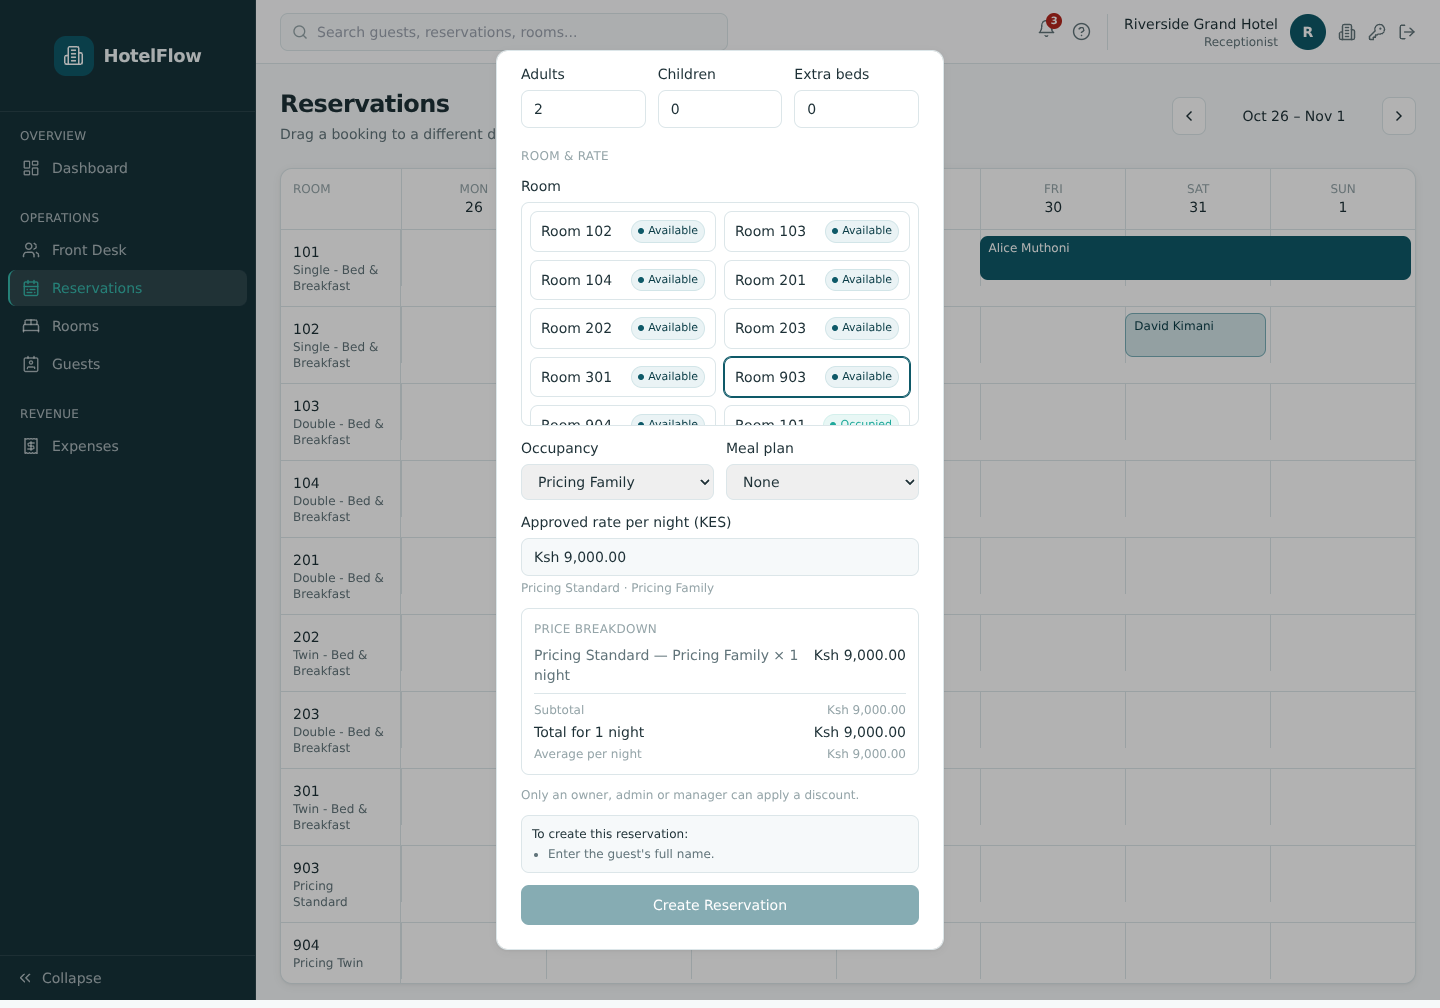 HotelFlow
OVERVIEW
Dashboard
OPERATIONS
Front Desk
Reservations
Rooms
Guests
REVENUE
Expenses
Collapse
Search guests, reservations, rooms...
3
Riverside Grand Hotel
Receptionist
R
Reservations
Drag a booking to a different d
Oct 26 – Nov 1
ROOM
MON
26
FRI
30
SAT
31
SUN
1
101
Single - Bed &
Breakfast
Alice Muthoni
102
Single - Bed &
Breakfast
David Kimani
103
Double - Bed &
Breakfast
104
Double - Bed &
Breakfast
201
Double - Bed &
Breakfast
202
Twin - Bed &
Breakfast
203
Double - Bed &
Breakfast
301
Twin - Bed &
Breakfast
903
Pricing
Standard
904
Pricing Twin
Adults
Children
Extra beds
2
0
0
ROOM & RATE
Room
Room 102 Available
Room 103 Available
Room 104 Available
Room 201 Available
Room 202 Available
Room 203 Available
Room 301 Available
Room 903 Available
Room 904 Available
Room 101 Occupied
Occupancy
Meal plan
Pricing Family
None
Approved rate per night (KES)
Ksh 9,000.00
Pricing Standard · Pricing Family
PRICE BREAKDOWN
Pricing Standard — Pricing Family × 1 Ksh 9,000.00
night
Subtotal Ksh 9,000.00
Total for 1 night Ksh 9,000.00
Average per night Ksh 9,000.00
Only an owner, admin or manager can apply a discount.
To create this reservation:
• Enter the guest's full name.
Create Reservation